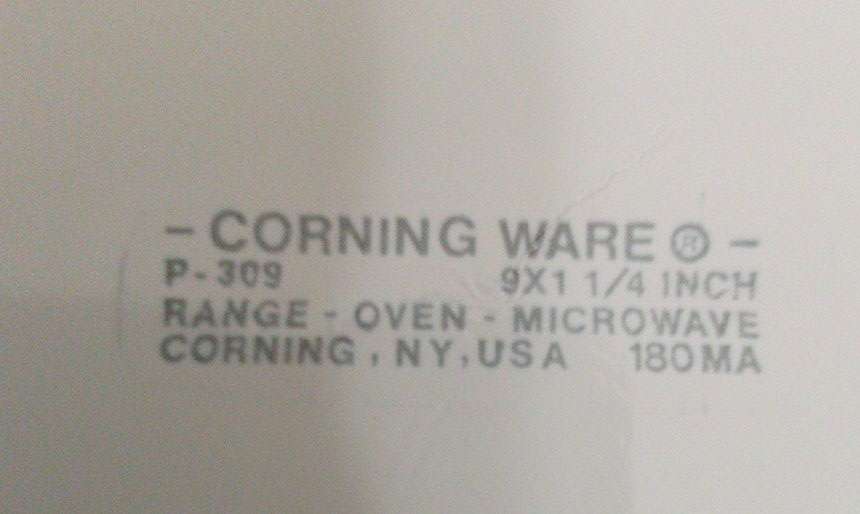 - CORNING WARE ® -
P-309 9X1 1/4 INCH
RANGE - OVEN - MICROWAVE
CORNING , NY, USA 180MA